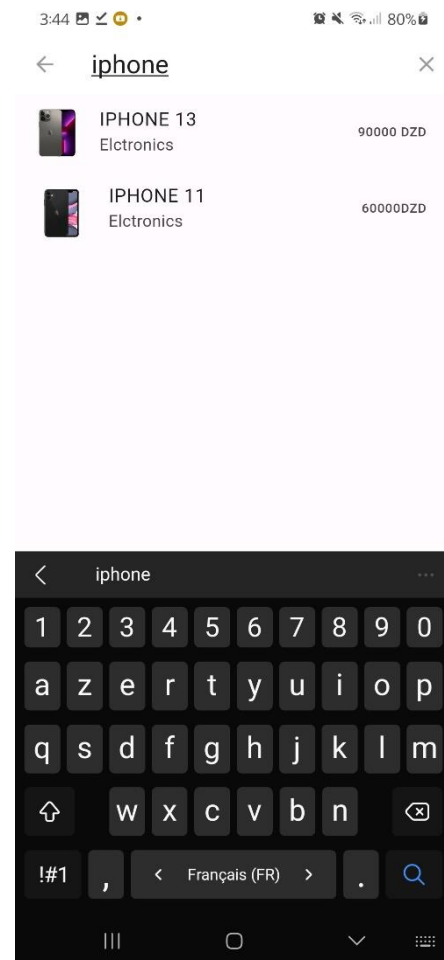 3:44 80%
iphone
IPHONE 13
Elctronics
90000 DZD
IPHONE 11
Elctronics
60000DZD
iphone
1 2 3 4 5 6 7 8 9 0
a z e r t y u i o p
q s d f g h j k l m
w x c v b n
!#1 , < Français (FR) > .